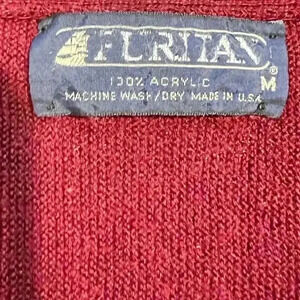 PURITAN
100% ACRYLIC
M
MACHINE WASH/DRY MADE IN U.S.A.